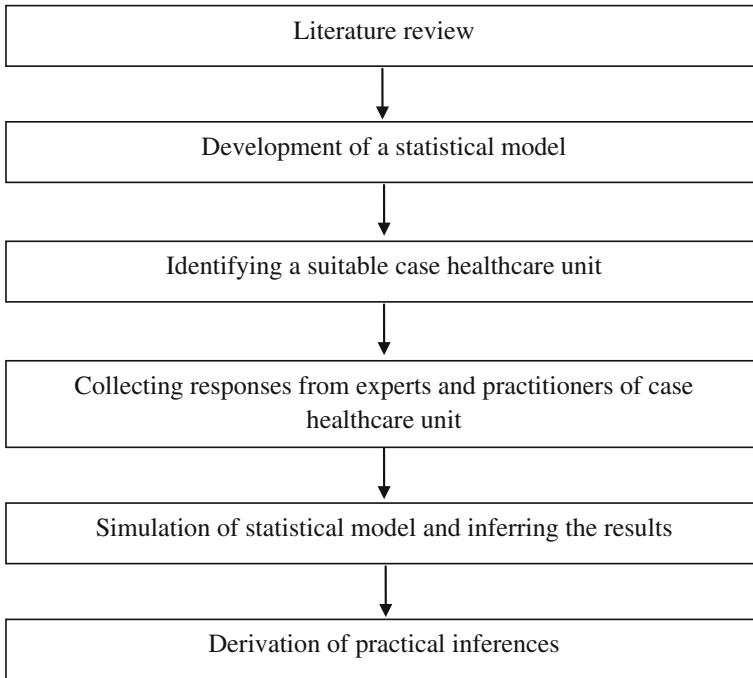 Literature review
Development of a statistical model
Identifying a suitable case healthcare unit
Collecting responses from experts and practitioners of case
healthcare unit
Simulation of statistical model and inferring the results
Derivation of practical inferences